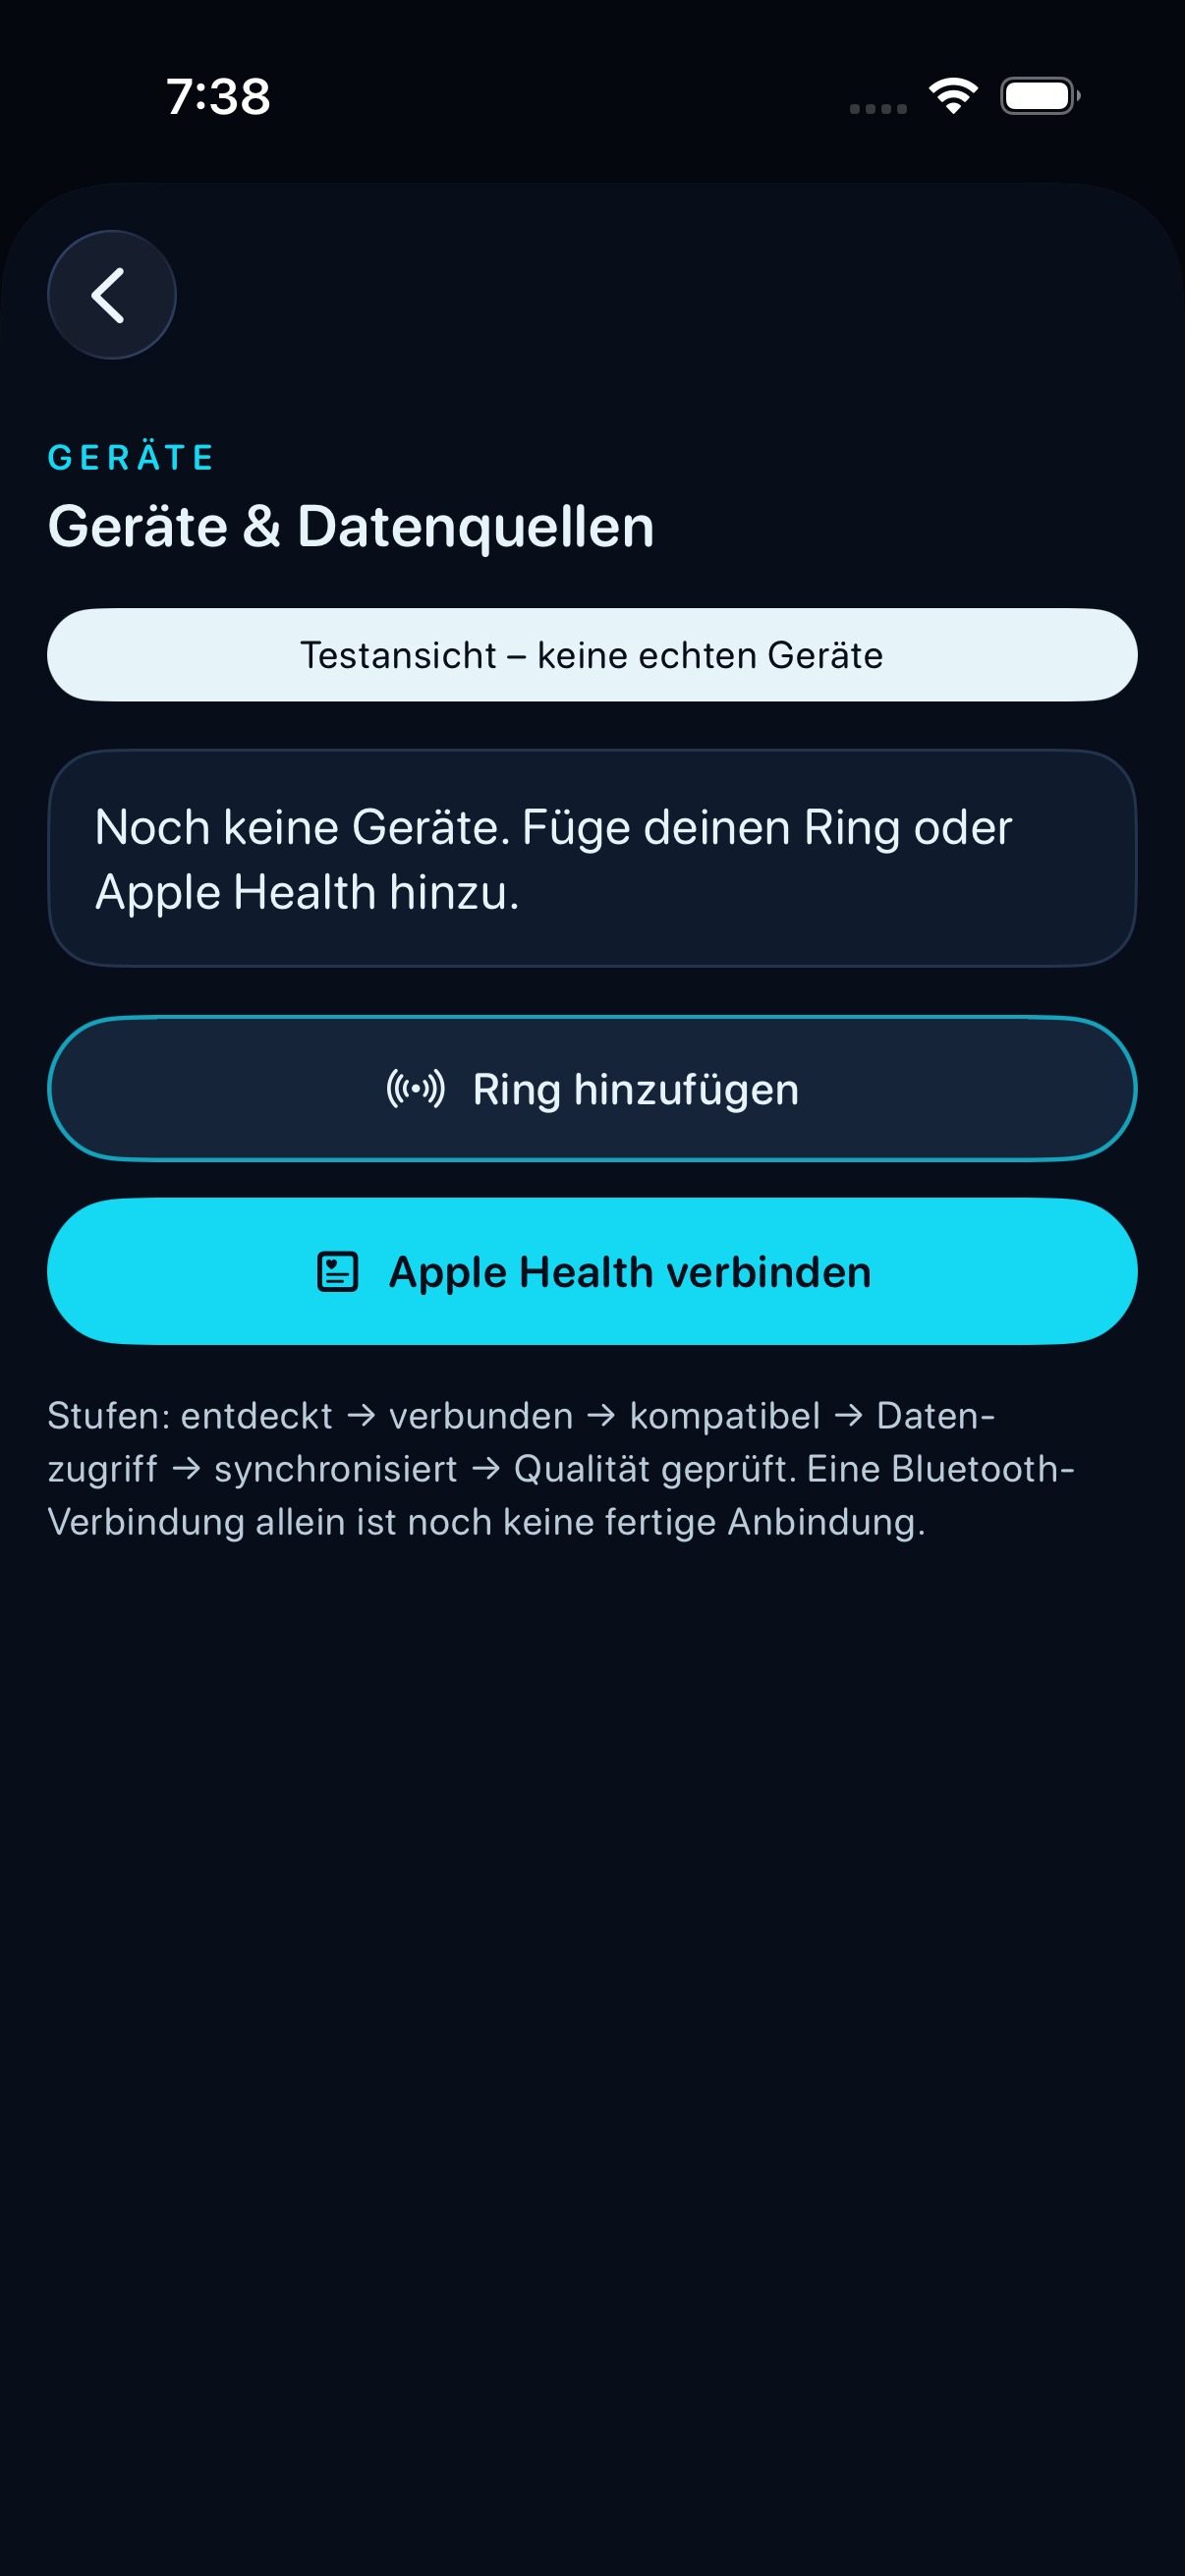 7:38
GERÄTE
Geräte & Datenquellen
Testansicht – keine echten Geräte
Noch keine Geräte. Füge deinen Ring oder
Apple Health hinzu.
Ring hinzufügen
Apple Health verbinden
Stufen: entdeckt → verbunden → kompatibel → Daten-
zugriff → synchronisiert → Qualität geprüft. Eine Bluetooth-
Verbindung allein ist noch keine fertige Anbindung.